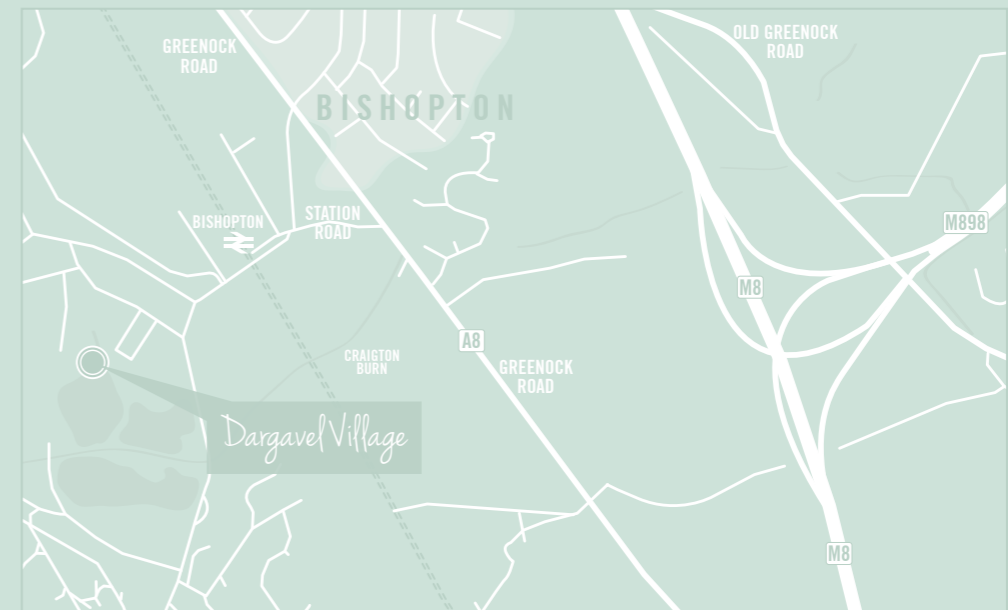 OLD GREENOCK
ROAD
GREENOCK
ROAD
BISHOPTON
BISHOPTON
STATION
ROAD
M898
M8
A8
CRAIGTON
BURN
GREENOCK
ROAD
Dargavel Village
M8